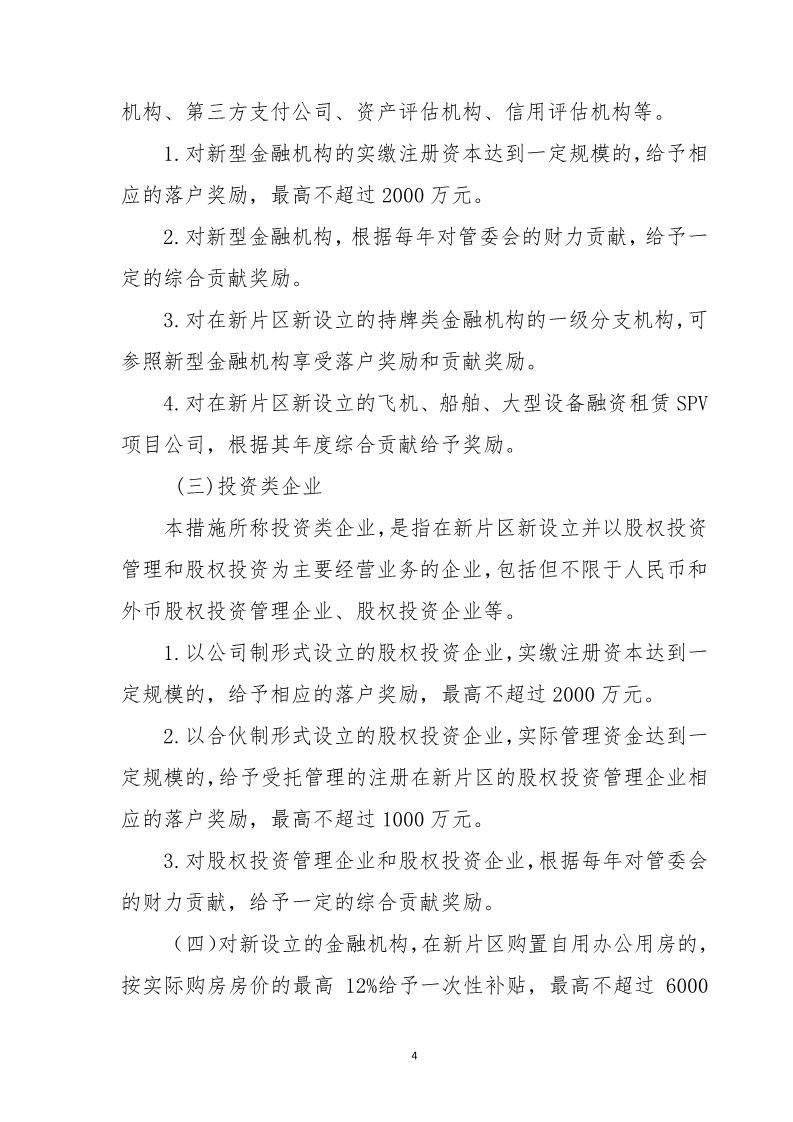 机构、第三方支付公司、资产评估机构、信用评估机构等。
1.对新型金融机构的实缴注册资本达到一定规模的,给予相
应的落户奖励，最高不超过 2000 万元。
2.对新型金融机构,根据每年对管委会的财力贡献,给予一
定的综合贡献奖励。
3.对在新片区新设立的持牌类金融机构的一级分支机构,可
参照新型金融机构享受落户奖励和贡献奖励。
4.对在新片区新设立的飞机、船舶、大型设备融资租赁 SPV
项目公司，根据其年度综合贡献给予奖励。
(三)投资类企业
本措施所称投资类企业,是指在新片区新设立并以股权投资
管理和股权投资为主要经营业务的企业,包括但不限于人民币和
外币股权投资管理企业、股权投资企业等。
1.以公司制形式设立的股权投资企业,实缴注册资本达到一
定规模的，给予相应的落户奖励，最高不超过 2000 万元。
2.以合伙制形式设立的股权投资企业,实际管理资金达到一
定规模的,给予受托管理的注册在新片区的股权投资管理企业相
应的落户奖励，最高不超过 1000 万元。
3.对股权投资管理企业和股权投资企业,根据每年对管委会
的财力贡献，给予一定的综合贡献奖励。
（四)对新设立的金融机构,在新片区购置自用办公用房的,
按实际购房房价的最高 12%给予一次性补贴，最高不超过 6000
4